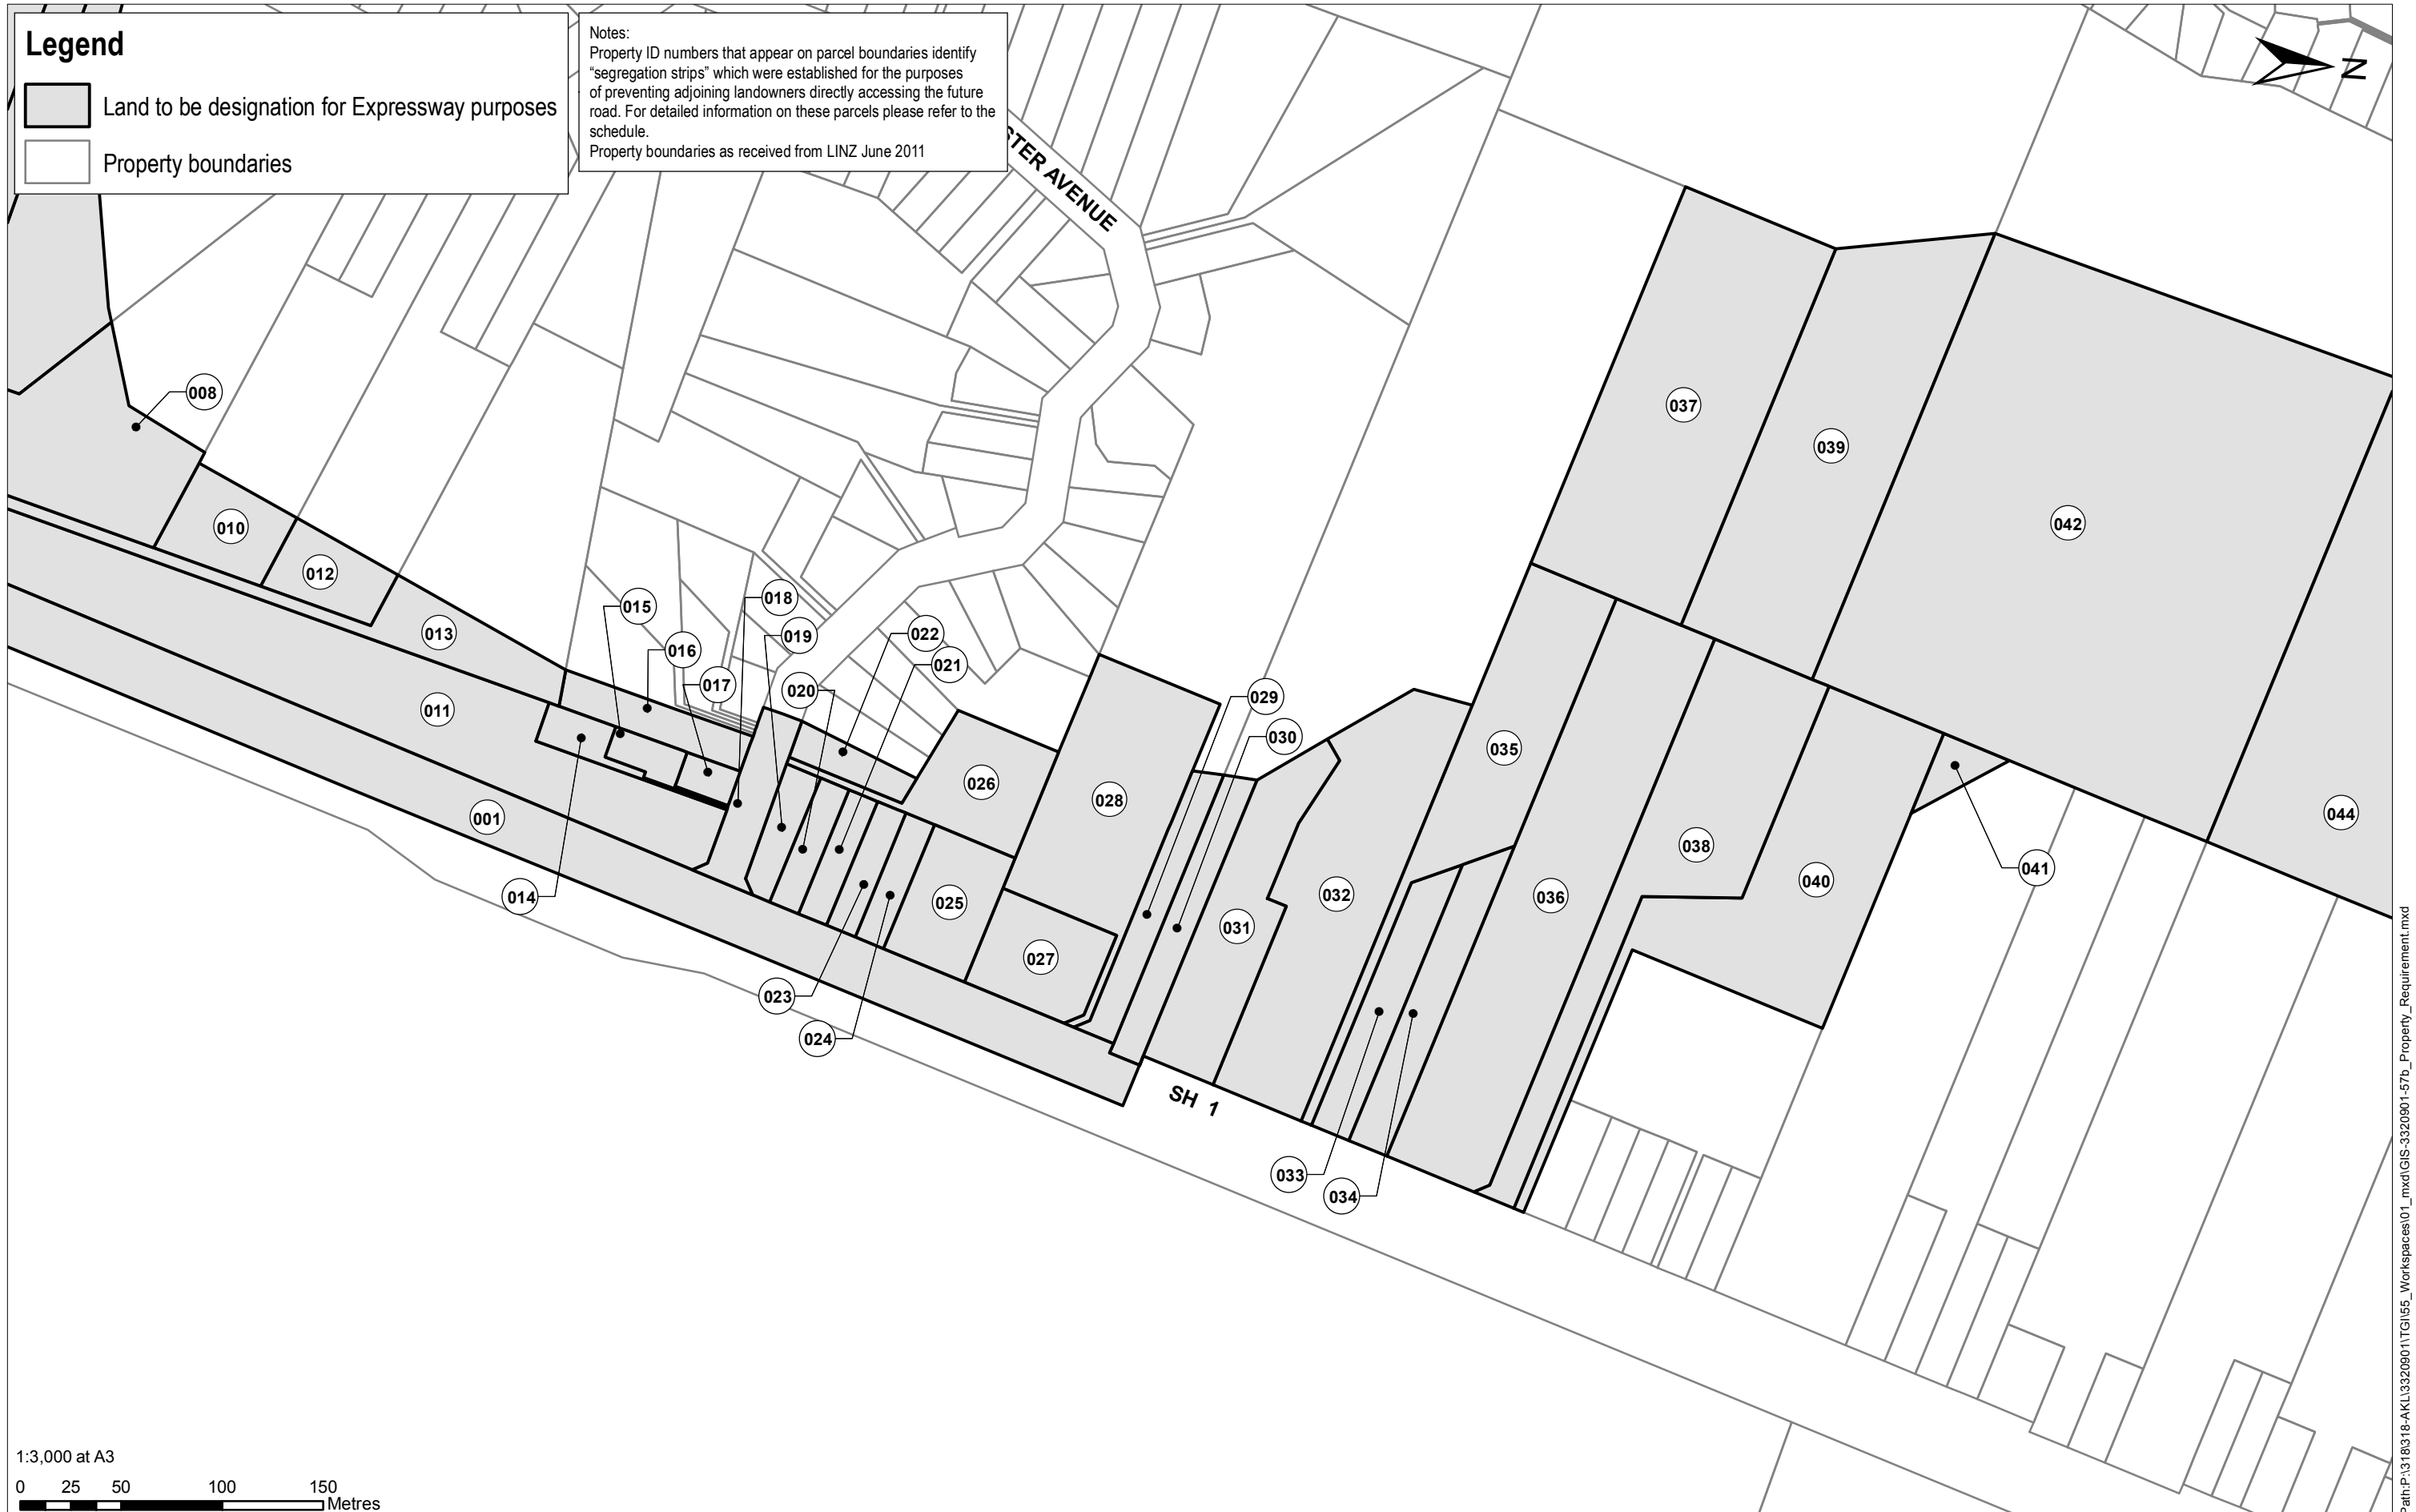 Legend
Land to be designation for Expressway purposes
Property boundaries
Notes:
Property ID numbers that appear on parcel boundaries identify
“segregation strips” which were established for the purposes
of preventing adjoining landowners directly accessing the future
road. For detailed information on these parcels please refer to the
schedule.
Property boundaries as received from LINZ June 2011
STER AVENUE
N
008
037
039
010
042
012
015
018
013
019
022
016
021
017
020
029
011
030
035
026
028
044
001
038
041
040
014
032
036
025
031
027
023
024
SH 1
033
034
1:3,000 at A3
0 25 50 100 150
Metres
Path:P:\318\318-AKL\3320901\TGI\55_Workspaces\01_mxd\GIS-3320901-57b_Property_Requirement.mxd